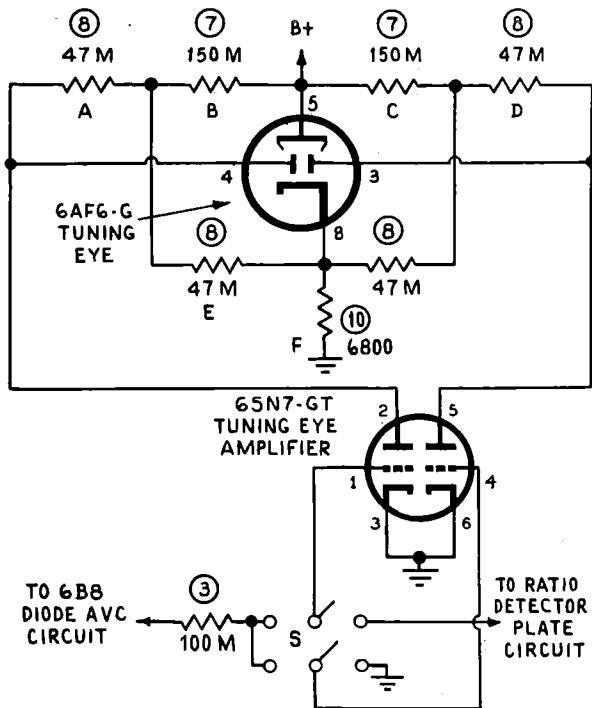 8
47 M
A
7
150 M
B
B+
7
150 M
C
8
47 M
D
5
4
3
8
6AF6-G
TUNING
EYE
8
47 M
E
8
47 M
F
10
6800
65N7-GT
TUNING EYE
AMPLIFIER
2
5
1
4
3
6
TO 6B8
DIODE AVC
CIRCUIT
3
100 M
S
TO RATIO
DETECTOR
PLATE
CIRCUIT